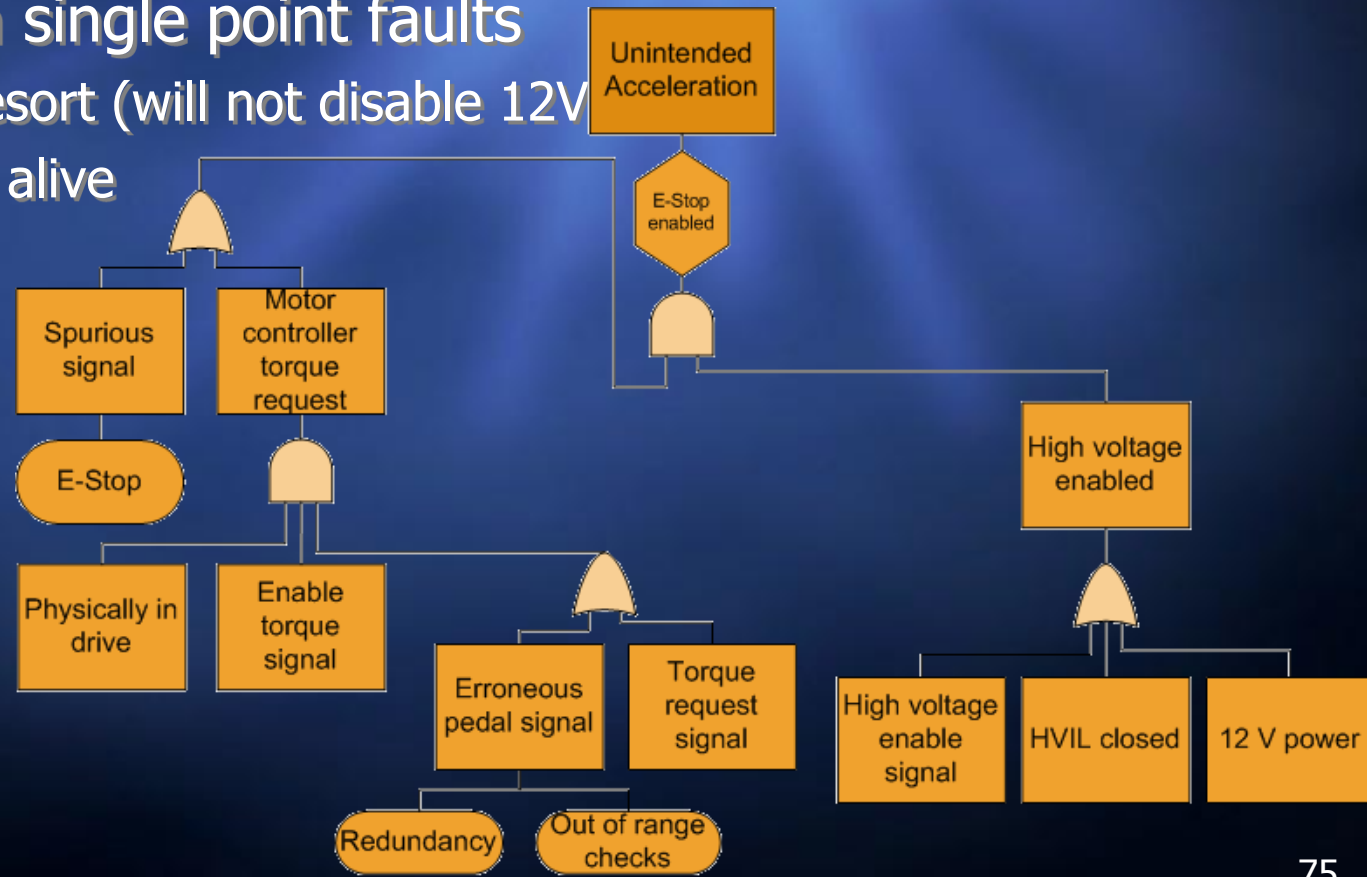 single point faults
esort (will not disable 12V
alive
Unintended
Acceleration
E-Stop
enabled
Spurious
signal
Motor
controller
torque
request
E-Stop
High voltage
enabled
Physically in
drive
Enable
torque
signal
Erroneous
pedal signal
Torque
request
signal
High voltage
enable
signal
HVIL closed
12 V power
Redundancy
Out of range
checks
75